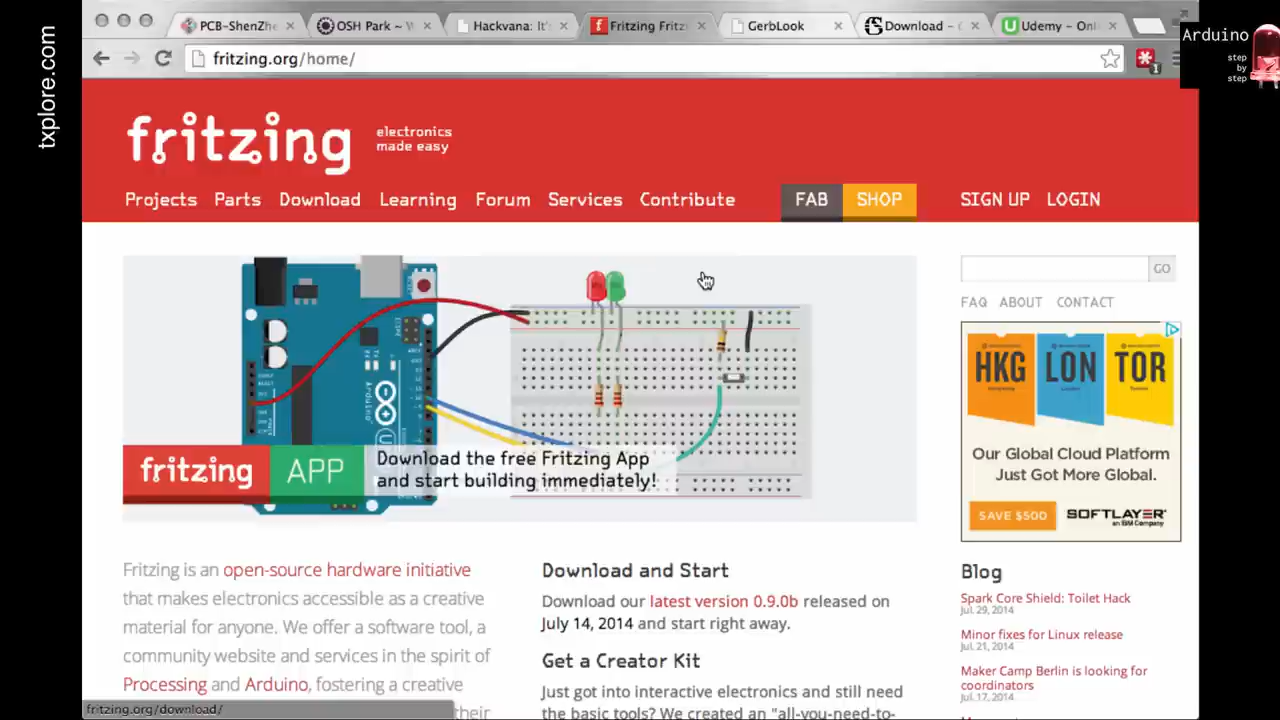 txplore.com
PCB-ShenZhe
OSH Park ~ W
Hackvana: It's
Fritzing Fritz
GerbLook
Download –
Udemy – Onl
fritzing.org/home/
1
Arduino
step
by
step
fritzing
electronics
made easy
Projects Parts Download Learning Forum Services Contribute FAB SHOP SIGN UP LOGIN
GO
FAQ ABOUT CONTACT
fritzing APP
Download the free Fritzing App
and start building immediately!
HKG LON TOR
Our Global Cloud Platform
Just Got More Global.
SAVE $500
SOFTLAYER
an IBM Company
Fritzing is an open-source hardware initiative
that makes electronics accessible as a creative
material for anyone. We offer a software tool, a
community website and services in the spirit of
Processing and Arduino, fostering a creative
their
Download and Start
Download our latest version 0.9.0b released on
July 14, 2014 and start right away.
Get a Creator Kit
Just got into interactive electronics and still need
the basic tools? We created an "all-you-need-to-
Blog
Spark Core Shield: Toilet Hack
Jul. 29, 2014
Minor fixes for Linux release
Jul. 21, 2014
Maker Camp Berlin is looking for
coordinators
Jul. 17, 2014
fritzing.org/download/